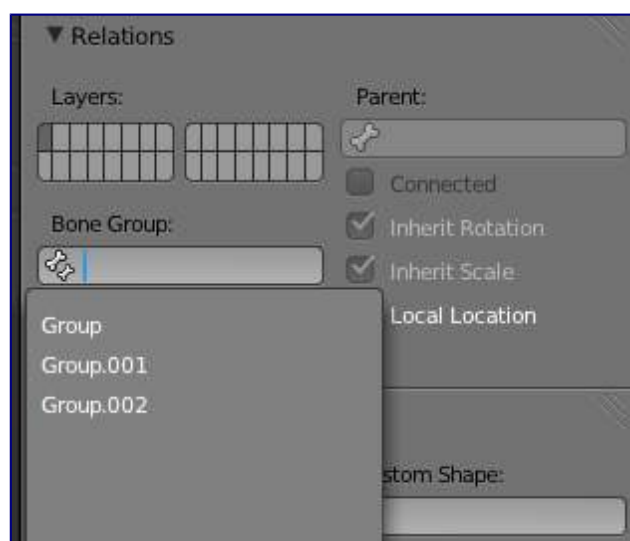 Relations
Layers:
Parent:
Connected
Bone Group:
Inherit Rotation
Inherit Scale
Local Location
Group
Group.001
Group.002
stom Shape: